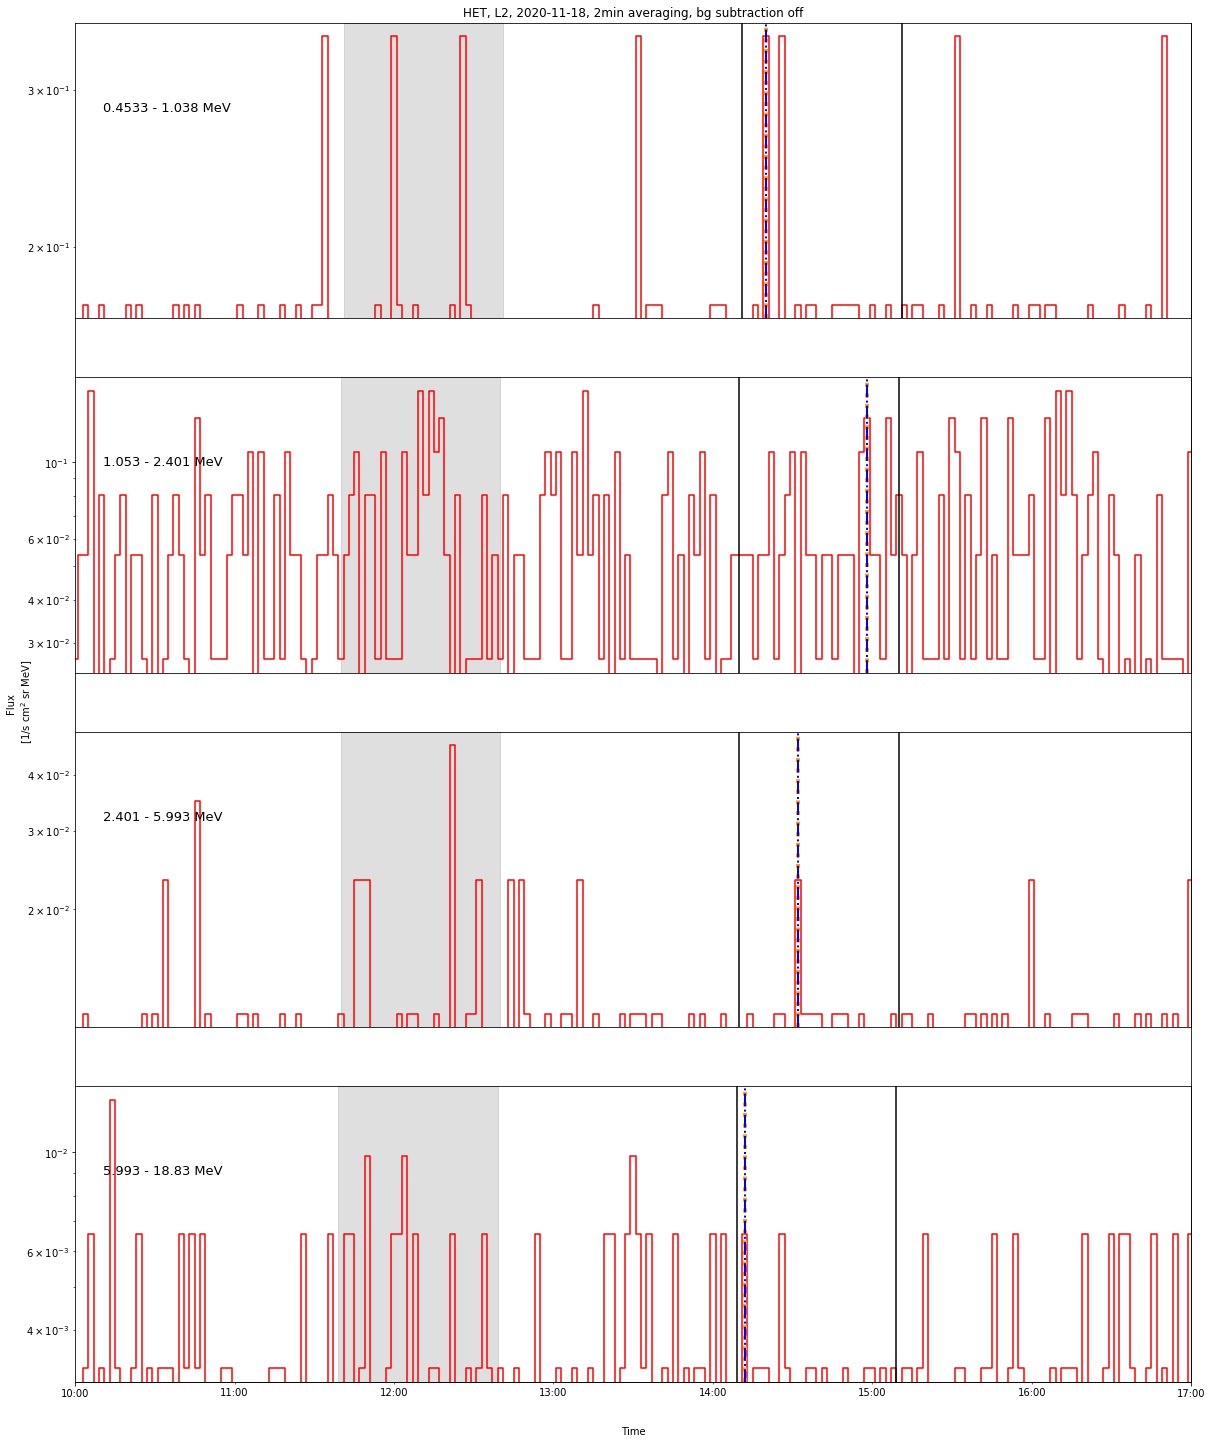 HET, L2, 2020-11-18, 2min averaging, bg subtraction off
3 × 10⁻¹
0.4533 - 1.038 MeV
2 × 10⁻¹
10⁻¹
1.053 - 2.401 MeV
6 × 10⁻²
4 × 10⁻²
3 × 10⁻²
Flux
[1/s cm² sr MeV]
4 × 10⁻²
2.401 - 5.993 MeV
3 × 10⁻²
2 × 10⁻²
10⁻²
5.993 - 18.83 MeV
6 × 10⁻³
4 × 10⁻³
10:00 11:00 12:00 13:00 14:00 15:00 16:00 17:00
Time